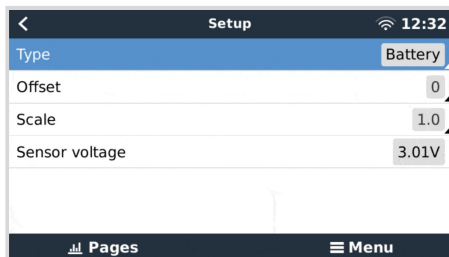 Setup 12:32
Type Battery
Offset 0
Scale 1.0
Sensor voltage 3.01V
Pages Menu